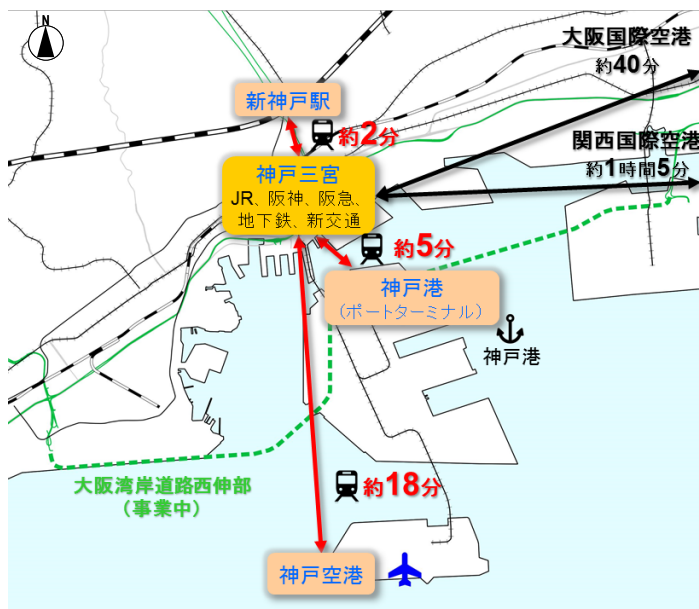 N
大阪国際空港
約40分
新神戸駅
約2分
関西国際空港
約1時間5分
神戸三宮
JR、阪神、阪急、
地下鉄、新交通
約5分
神戸港
（ポートターミナル）
神戸港
大阪湾岸道路西伸部
（事業中）
約18分
神戸空港